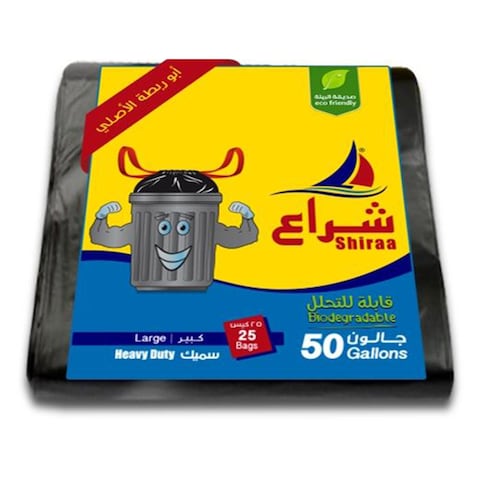 أبو ربطة الأصلي
صديقة البيئة
eco friendly
®
شراع
Shiraa
قابلة للتحلل
Biodegradable
Large | كبير
Heavy Duty سميك
٢٥ كيس
25
Bags
50 جالون
Gallons